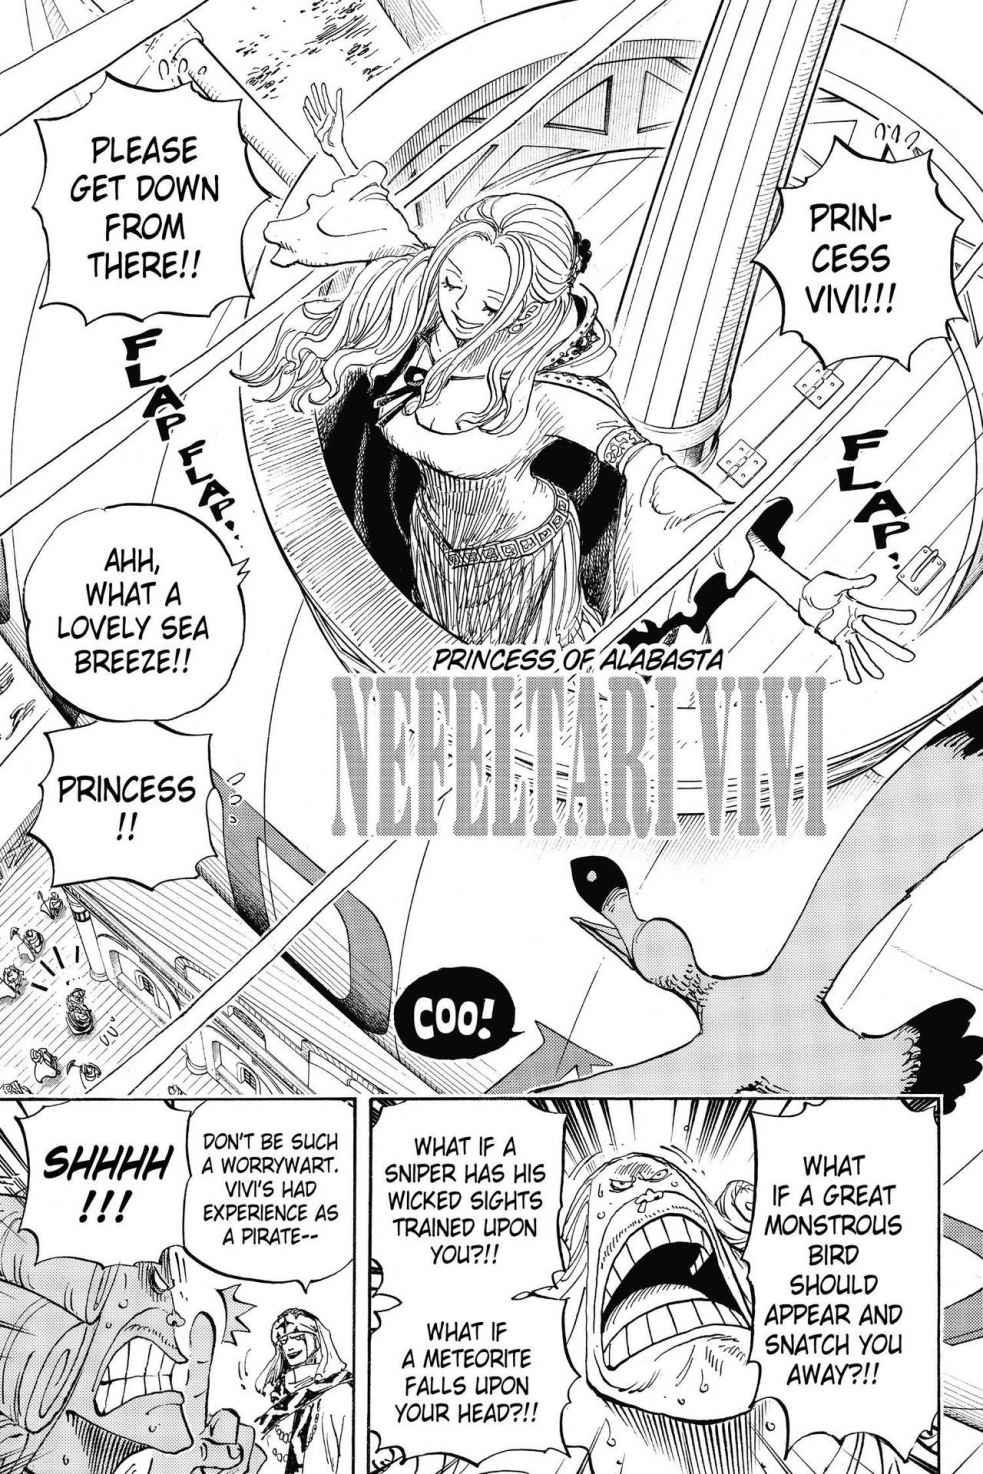 PRIN-
CESS
VIVI!!!
PLEASE
GET DOWN
FROM
THERE!!
FLAP
FLAP..
FLAP..
AHH,
WHAT A
LOVELY SEA
BREEZE!!
PRINCESS OF ALABASTA
NEFELTARI VIVI
PRINCESS
!!
COO!
WHAT
IF A GREAT
MONSTROUS
BIRD
SHOULD
APPEAR AND
SNATCH YOU
AWAY?!!
WHAT IF A
SNIPER HAS HIS
WICKED SIGHTS
TRAINED UPON
YOU?!!
WHAT IF
A METEORITE
FALLS UPON
YOUR HEAD?!!
DON'T BE SUCH
A WORRYWART.
VIVI'S HAD
EXPERIENCE AS
A PIRATE--
SHHHH
!!!